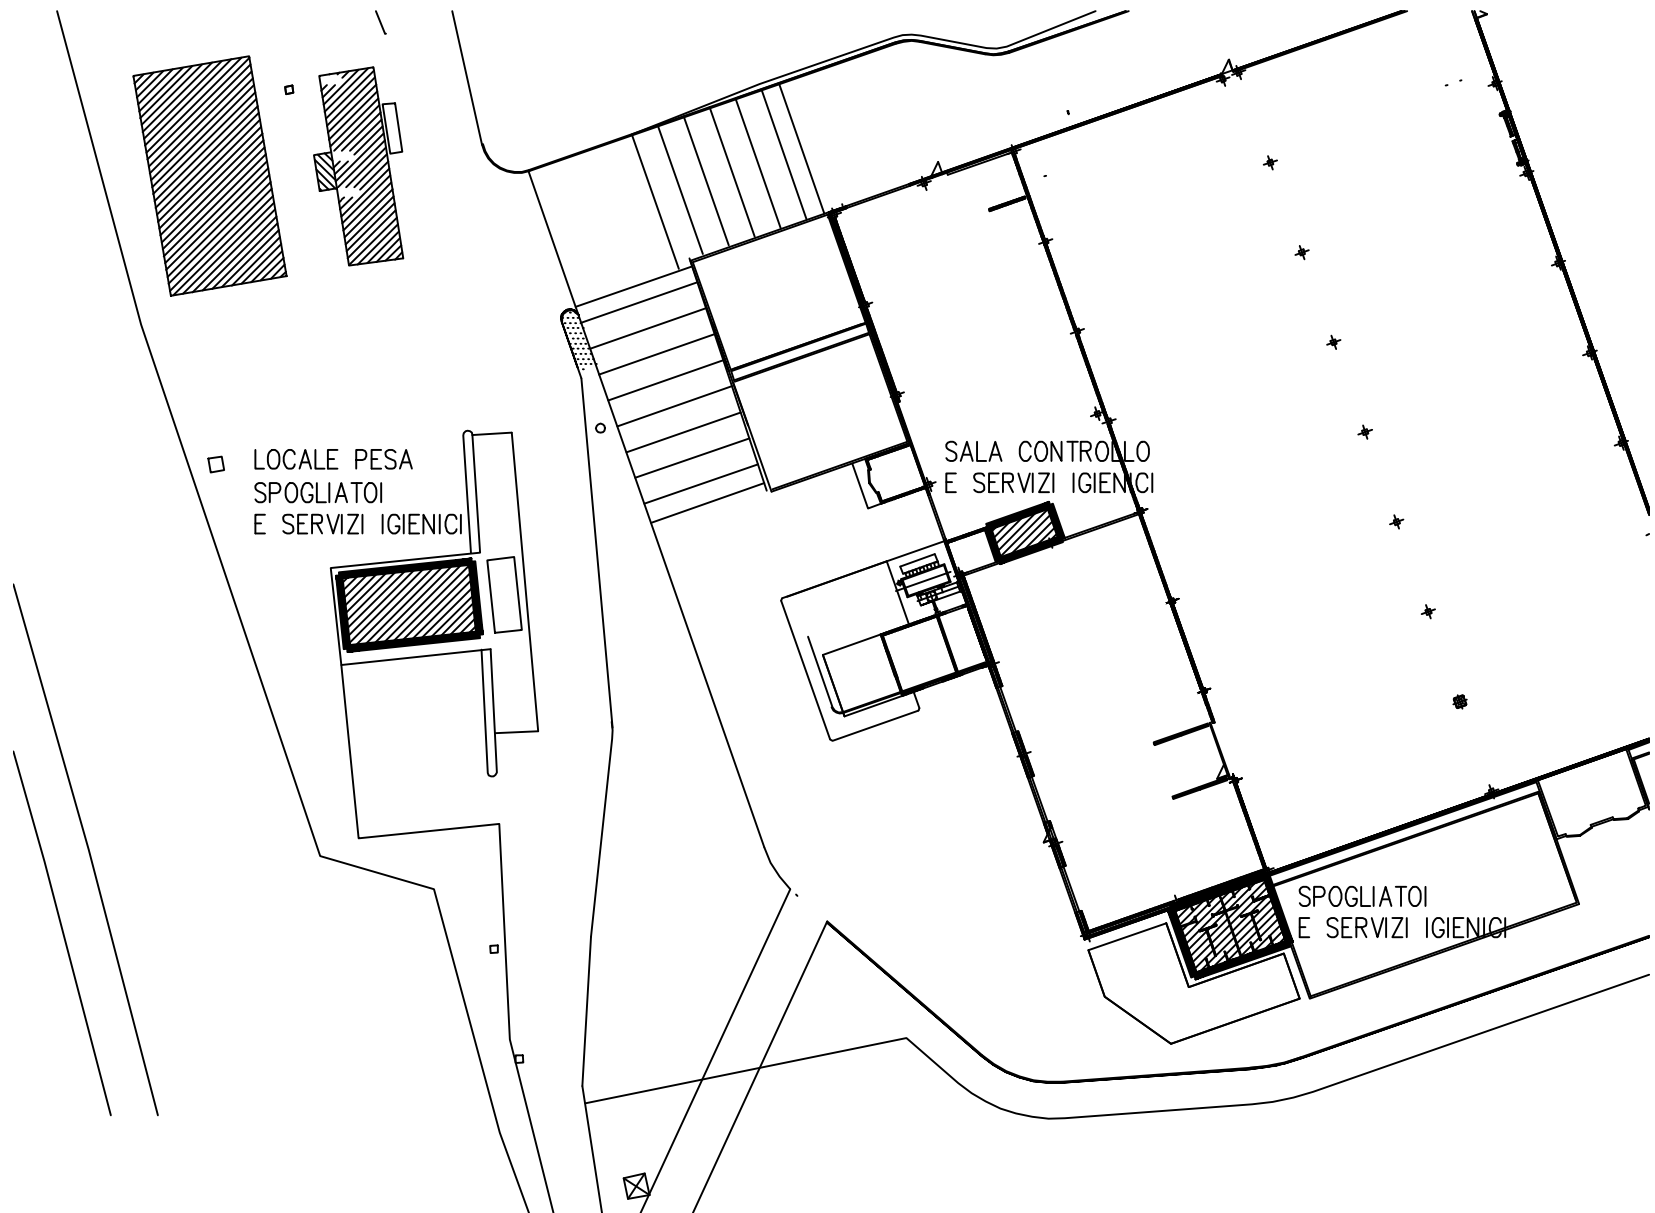 LOCALE PESA
SPOGLIATOI
E SERVIZI IGIENICI
SALA CONTROLLO
E SERVIZI IGIENICI
SPOGLIATOI
E SERVIZI IGIENICI